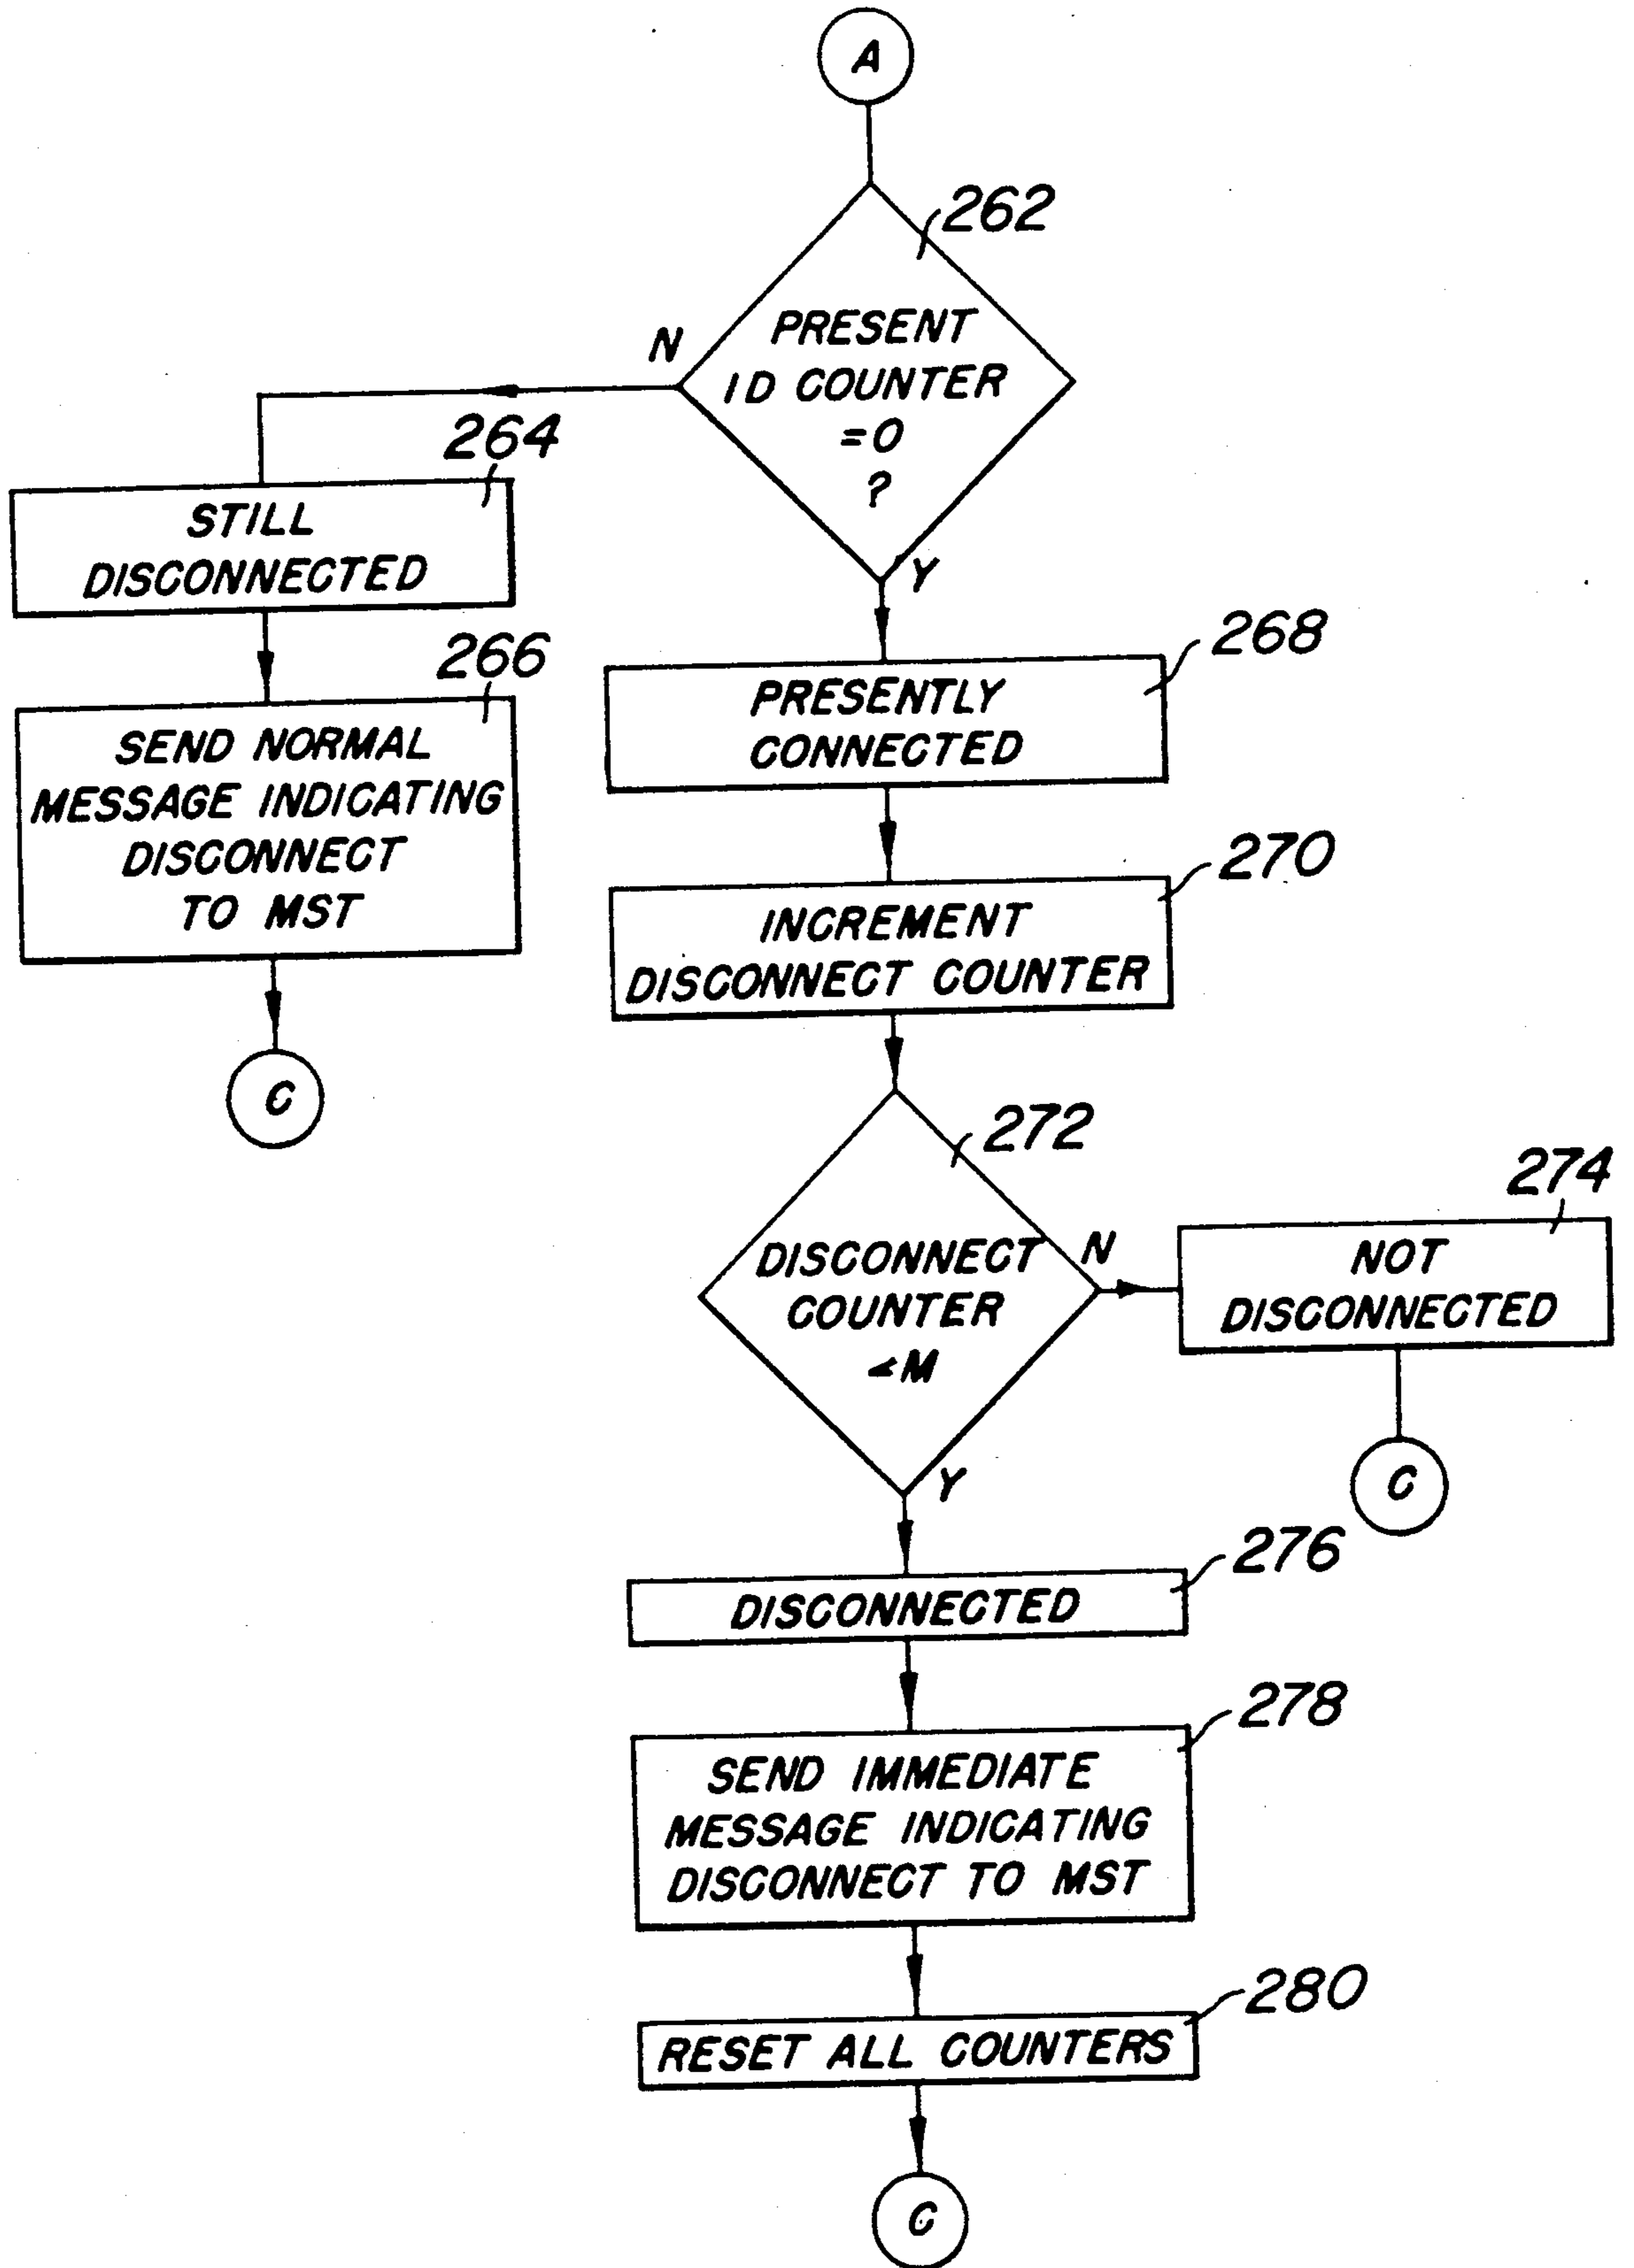 A
262
PRESENT
ID COUNTER
=0
?
N
Y
264
STILL
DISCONNECTED
266
SEND NORMAL
MESSAGE INDICATING
DISCONNECT
TO MST
C
268
PRESENTLY
CONNECTED
270
INCREMENT
DISCONNECT COUNTER
272
DISCONNECT
COUNTER
<M
N
Y
274
NOT
DISCONNECTED
C
276
DISCONNECTED
278
SEND IMMEDIATE
MESSAGE INDICATING
DISCONNECT TO MST
280
RESET ALL COUNTERS
C